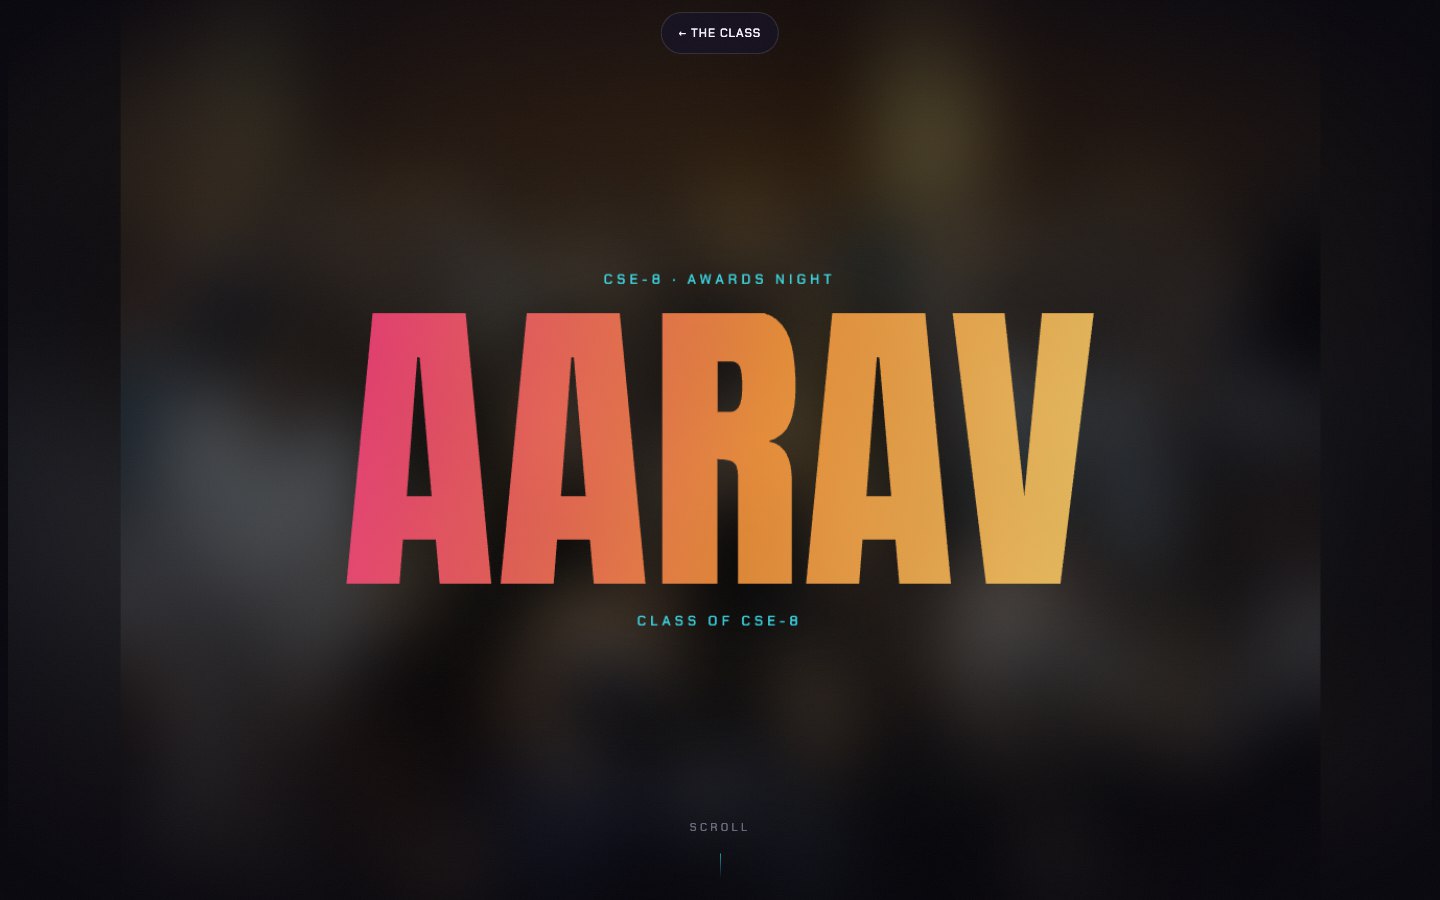 ← THE CLASS
CSE-8 · AWARDS NIGHT
AARAV
CLASS OF CSE-8
SCROLL